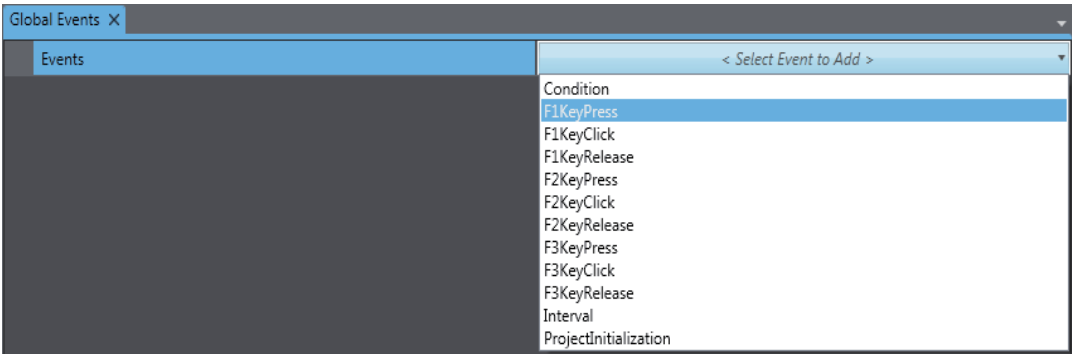 Global Events X
Events
< Select Event to Add >
Condition
F1KeyPress
F1KeyClick
F1KeyRelease
F2KeyPress
F2KeyClick
F2KeyRelease
F3KeyPress
F3KeyClick
F3KeyRelease
Interval
ProjectInitialization